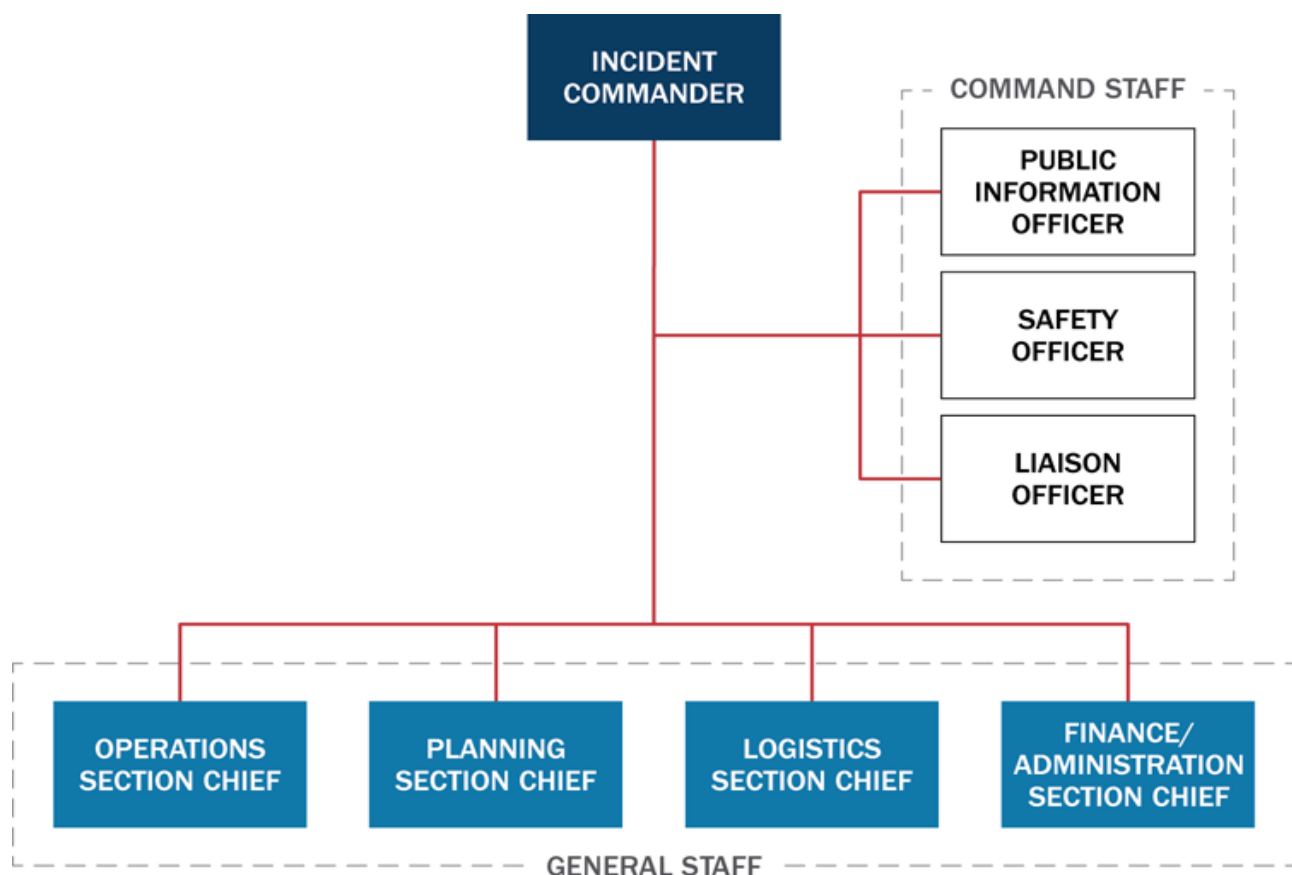 INCIDENT
COMMANDER
COMMAND STAFF
PUBLIC
INFORMATION
OFFICER
SAFETY
OFFICER
LIAISON
OFFICER
OPERATIONS
SECTION CHIEF
PLANNING
SECTION CHIEF
LOGISTICS
SECTION CHIEF
FINANCE/
ADMINISTRATION
SECTION CHIEF
GENERAL STAFF